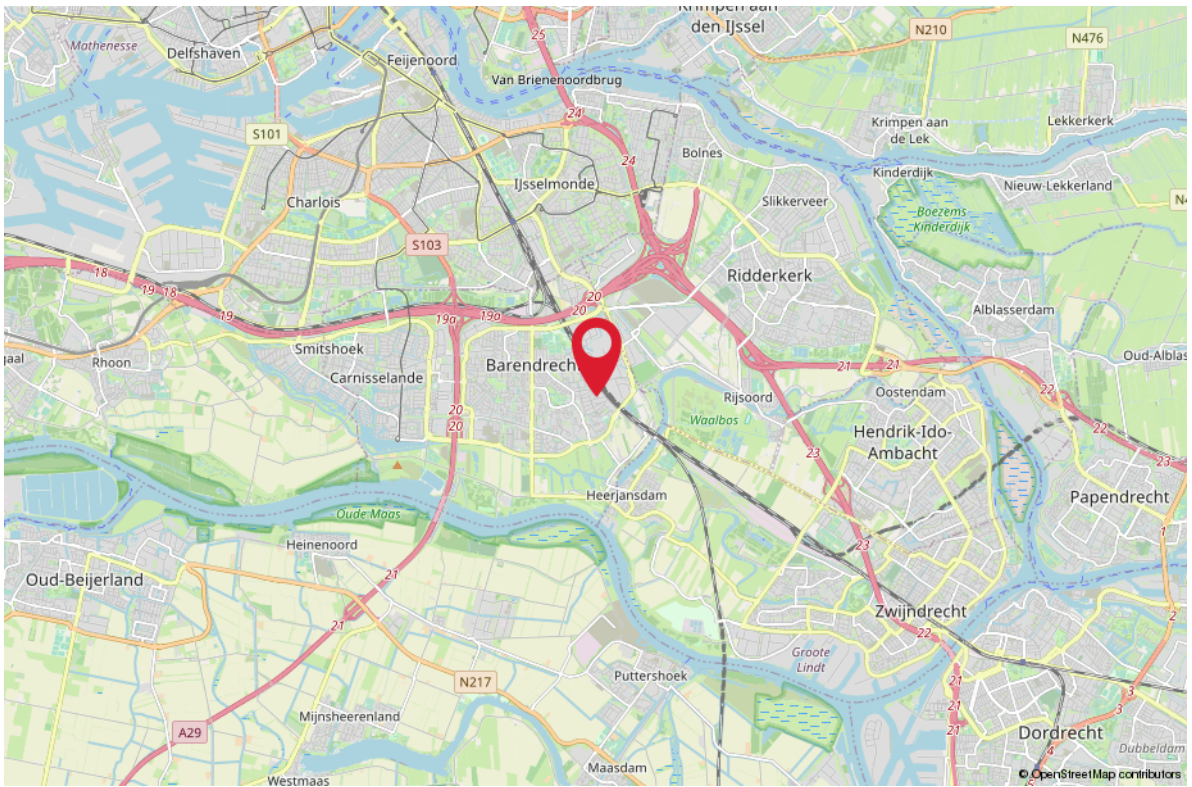 Krimpen aan
den IJssel
25
N210
N476
Mathenesse
Delfshaven
Feijenoord
Van Brienenoordbrug
24
S101
Krimpen aan
de Lek
Lekkerkerk
24
Bolnes
Kinderdijk
IJsselmonde
Nieuw-Lekkerland
Charlois
Slikkerveer
N4
Boezems
Kinderdijk
S103
18
19
18
20
Ridderkerk
19
19a
19a
20
Alblasserdam
Rhoon
Smitshoek
Barendrecht
21
21
Oud-Alblas
Carnisselande
22
Rijsoord
Oostendam
20
20
Waalbos
22
Hendrik-Ido-
Ambacht
23
23
Heerjansdam
Papendrecht
Oude Maas
1
Heinenoord
23
Oud-Beijerland
21
21
Zwijndrecht
2
22
Groote
Lindt
N217
Puttershoek
21
21
3
3
Mijnsheerenland
21
A29
Dordrecht
Dubbeldam
4
Maasdam
Westmaas
© OpenStreetMap contributors